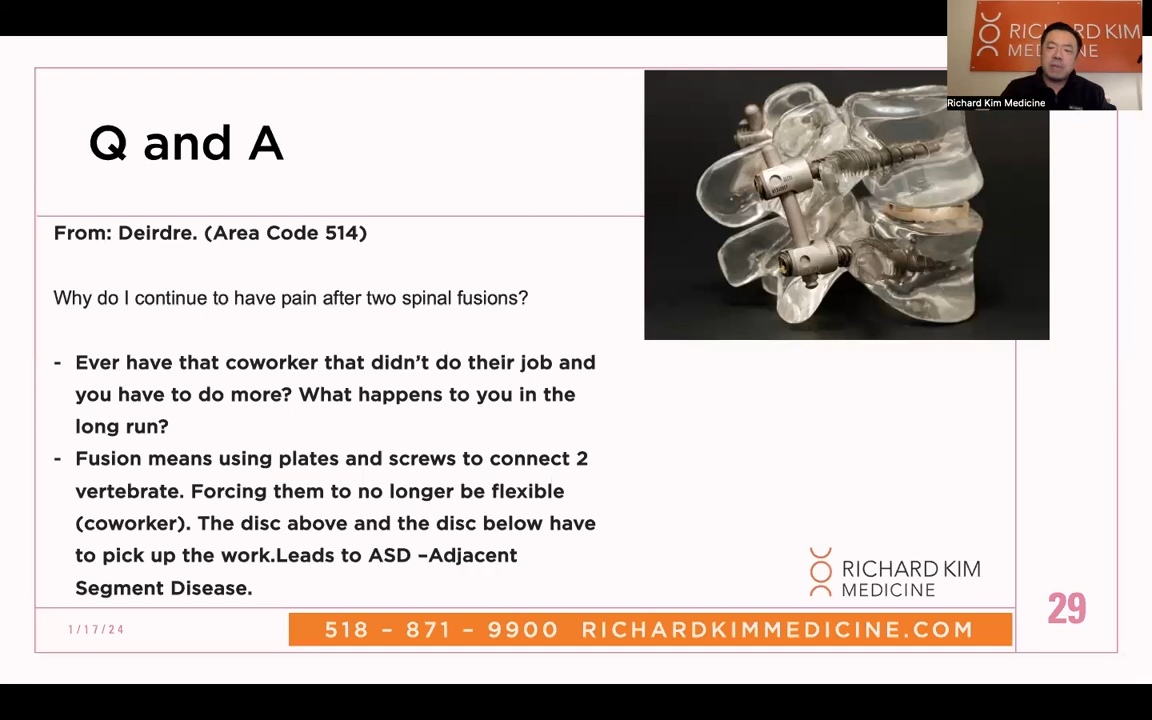 RICHARD KIM
MEDICINE
Richard Kim Medicine
Q and A
From: Deirdre. (Area Code 514)
Why do I continue to have pain after two spinal fusions?
- Ever have that coworker that didn’t do their job and
you have to do more? What happens to you in the
long run?
- Fusion means using plates and screws to connect 2
vertebrate. Forcing them to no longer be flexible
(coworker). The disc above and the disc below have
to pick up the work.Leads to ASD –Adjacent
Segment Disease.
RICHARD KIM
MEDICINE
29
1/17/24
518 – 871 – 9900 RICHARDKIMMEDICINE.COM